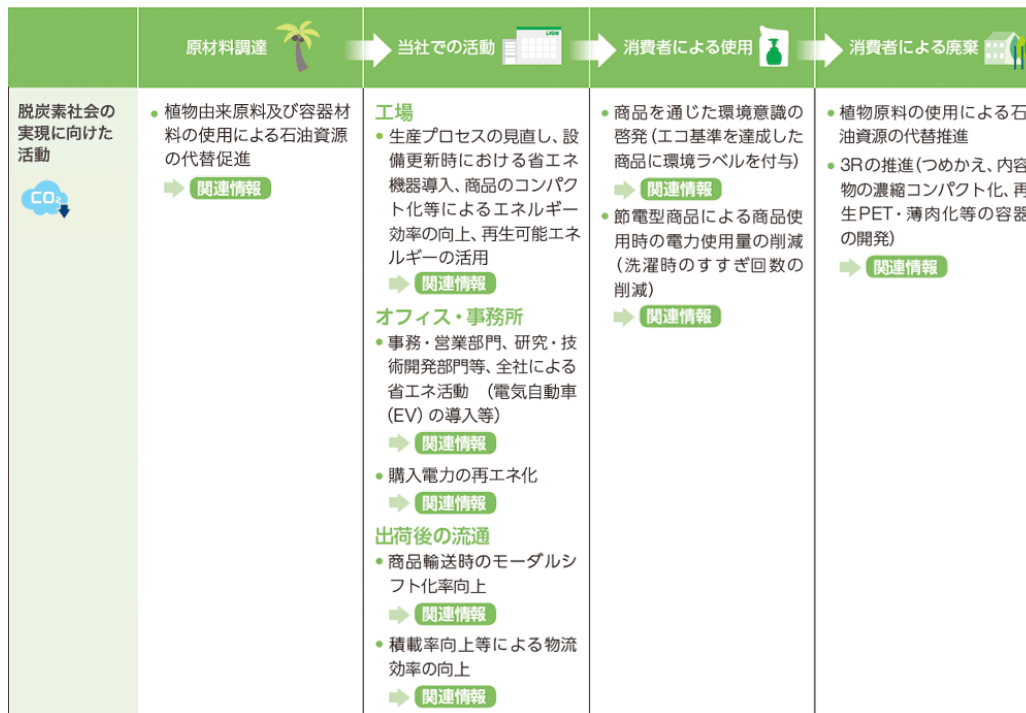 原材料調達
当社での活動
LION
消費者による使用
消費者による廃棄
脱炭素社会の
実現に向けた
活動
CO₂
• 植物由来原料及び容器材
料の使用による石油資源
の代替促進
関連情報
工場
• 生産プロセスの見直し、設
備更新時における省エネ
機器導入、商品のコンパク
ト化等によるエネルギー
効率の向上、再生可能エネ
ルギーの活用
関連情報
オフィス・事務所
• 事務・営業部門、研究・技
術開発部門等、全社による
省エネ活動 (電気自動車
(EV) の導入等)
関連情報
• 購入電力の再エネ化
関連情報
出荷後の流通
• 商品輸送時のモーダルシ
フト化率向上
関連情報
• 積載率向上等による物流
効率の向上
関連情報
• 商品を通じた環境意識の
啓発(エコ基準を達成した
商品に環境ラベルを付与)
関連情報
• 節電型商品による商品使
用時の電力使用量の削減
(洗濯時のすすぎ回数の
削減)
関連情報
• 植物原料の使用による石
油資源の代替推進
• 3Rの推進(つめかえ、内容
物の濃縮コンパクト化、再
生PET・薄肉化等の容器
の開発)
関連情報